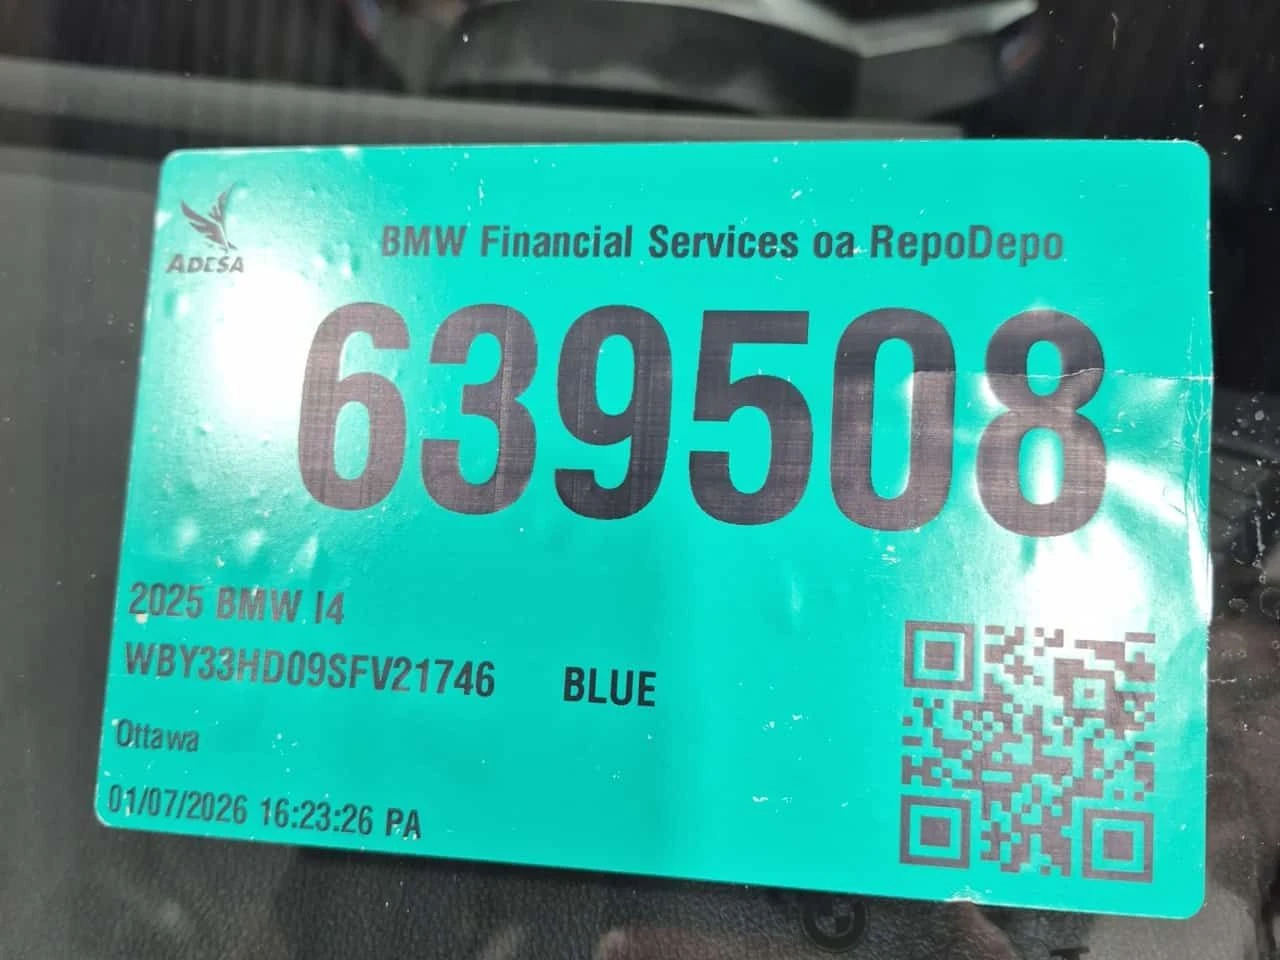 ADESA
BMW Financial Services oa RepoDepo
639508
2025 BMW I4
WBY33HD09SFV21746 BLUE
Ottawa
01/07/2026 16:23:26 PA